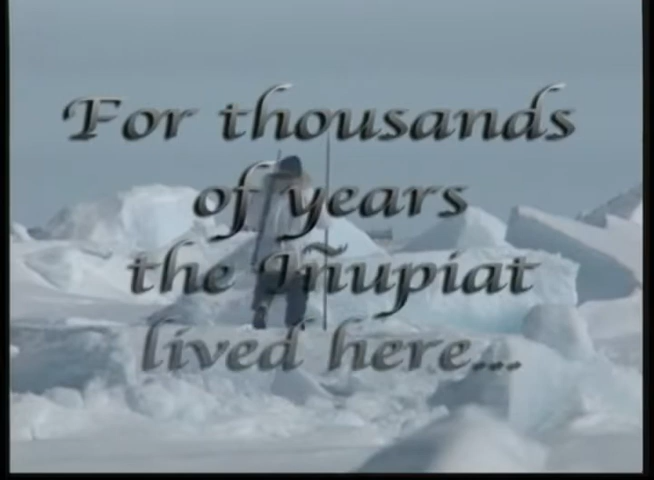 For thousands
of years
the Iñupiat
lived here...